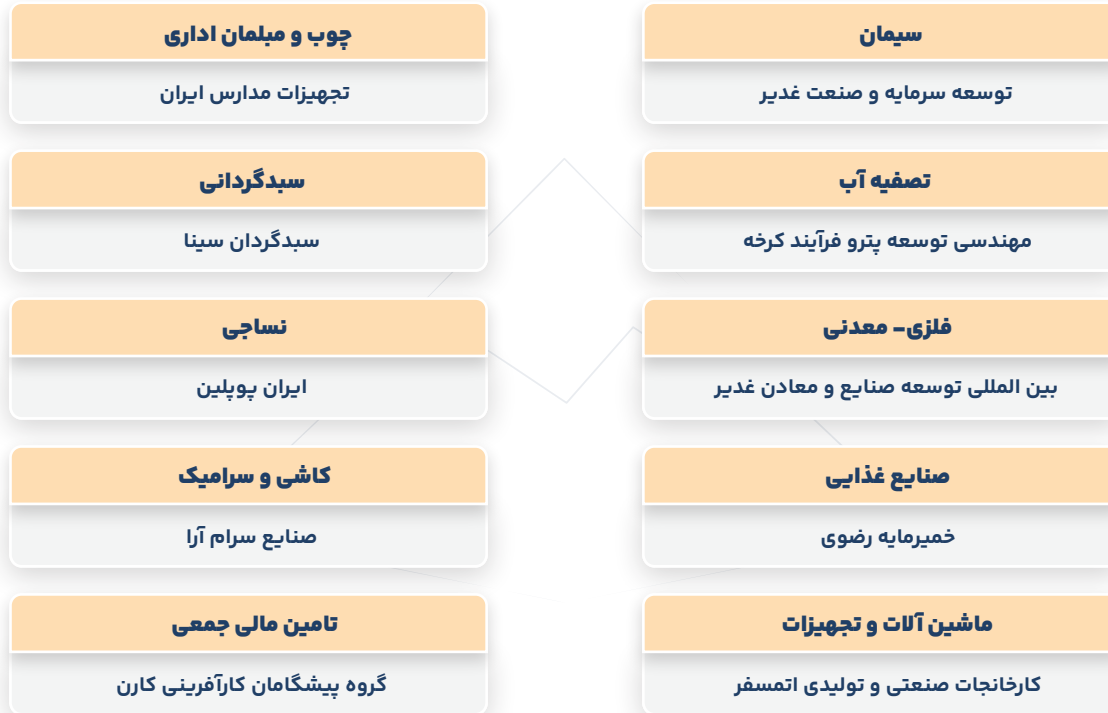 سیمان
توسعه سرمایه و صنعت غدیر
چوب و مبلمان اداری
تجهیزات مدارس ایران
تصفیه آب
مهندسی توسعه پترو فرآیند کرخه
سبدگردانی
سبدگردان سینا
فلزی- معدنی
بین المللی توسعه صنایع و معادن غدیر
نساجی
ایران پوپلین
صنایع غذایی
خمیرمایه رضوی
کاشی و سرامیک
صنایع سرام آرا
ماشین آلات و تجهیزات
کارخانجات صنعتی و تولیدی اتمسفر
تامین مالی جمعی
گروه پیشگامان کارآفرینی کارن